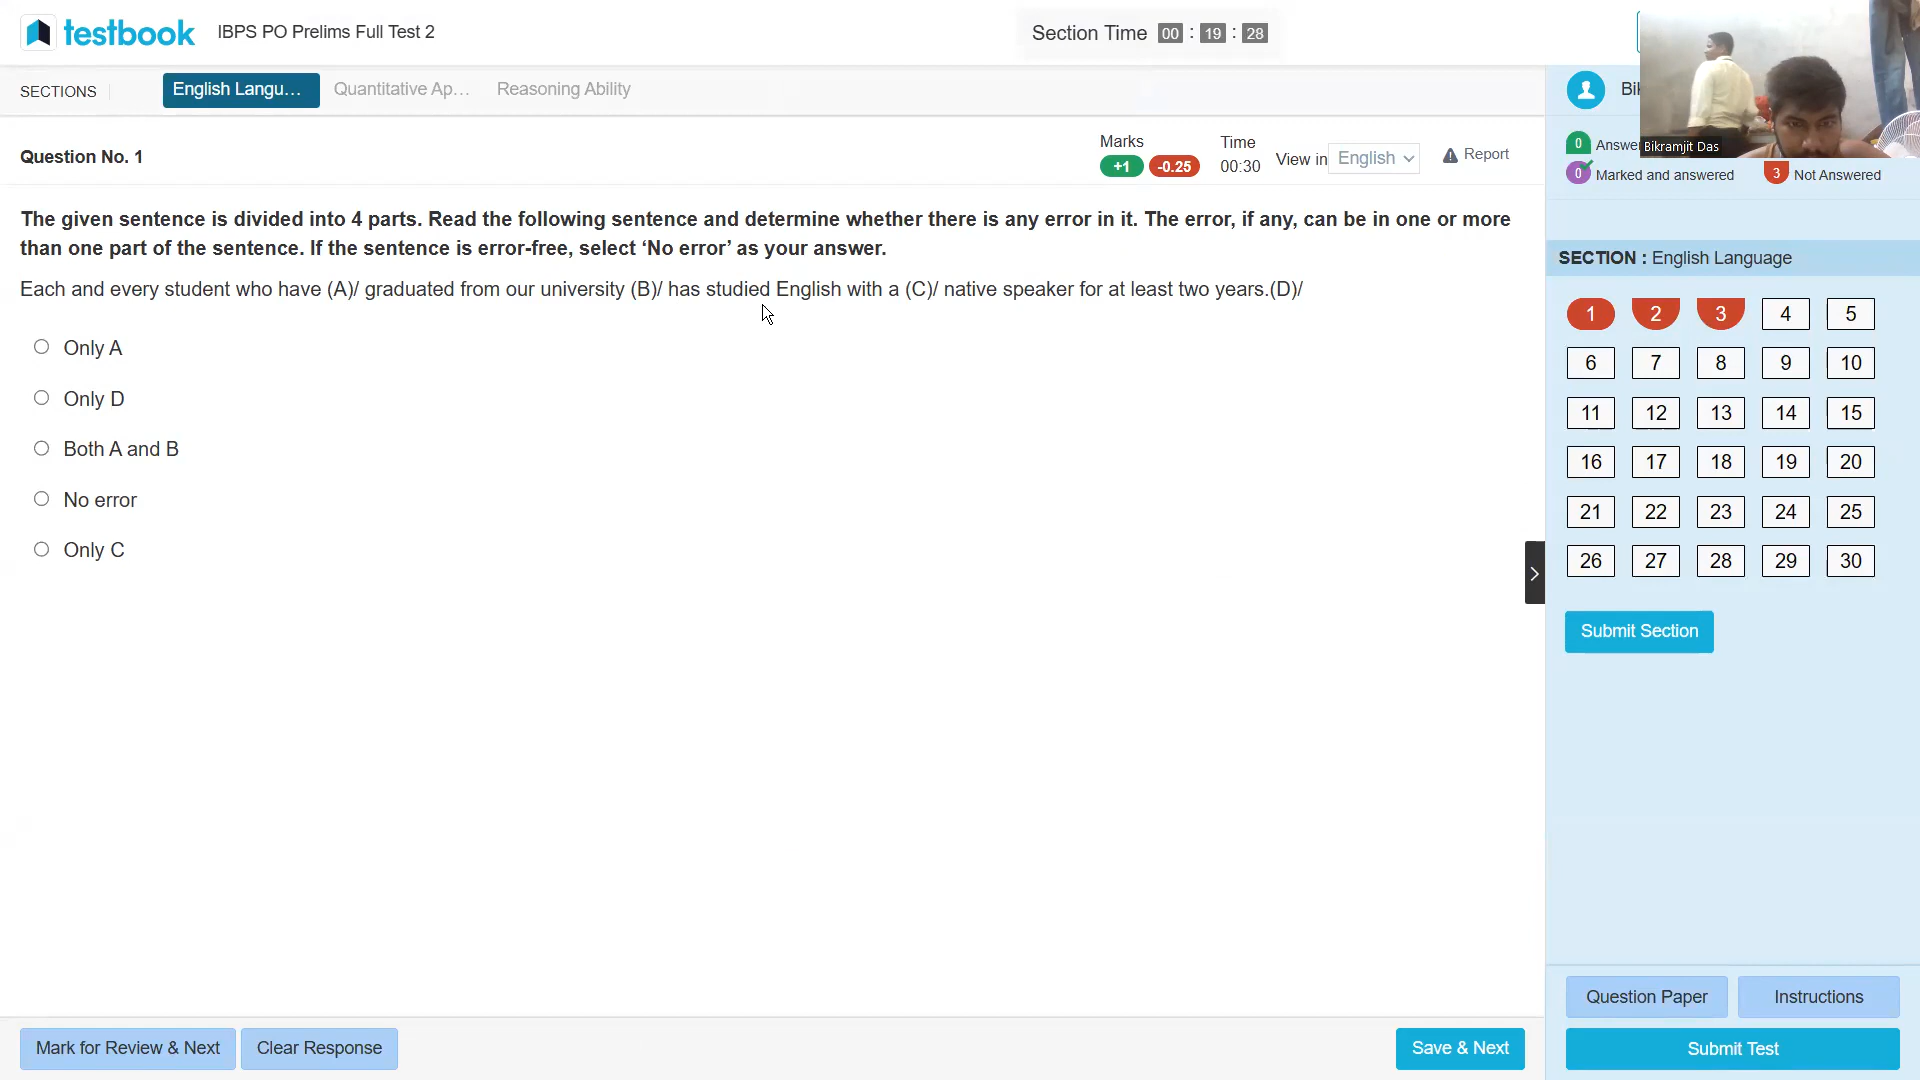 testbook
IBPS PO Prelims Full Test 2
Section Time 00 : 19 : 28
SECTIONS
English Langu...
Quantitative Ap...
Reasoning Ability
Question No. 1
Marks
+1 -0.25
Time
00:30
View in English
Report
The given sentence is divided into 4 parts. Read the following sentence and determine whether there is any error in it. The error, if any, can be in one or more
than one part of the sentence. If the sentence is error-free, select ‘No error’ as your answer.
Each and every student who have (A)/ graduated from our university (B)/ has studied English with a (C)/ native speaker for at least two years.(D)/
Only A
Only D
Both A and B
No error
Only C
Mark for Review & Next
Clear Response
Save & Next
Bikramjit Das
0
0 Marked and answered
3 Not Answered
SECTION : English Language
1 2 3 4 5
6 7 8 9 10
11 12 13 14 15
16 17 18 19 20
21 22 23 24 25
26 27 28 29 30
Submit Section
Question Paper
Instructions
Submit Test